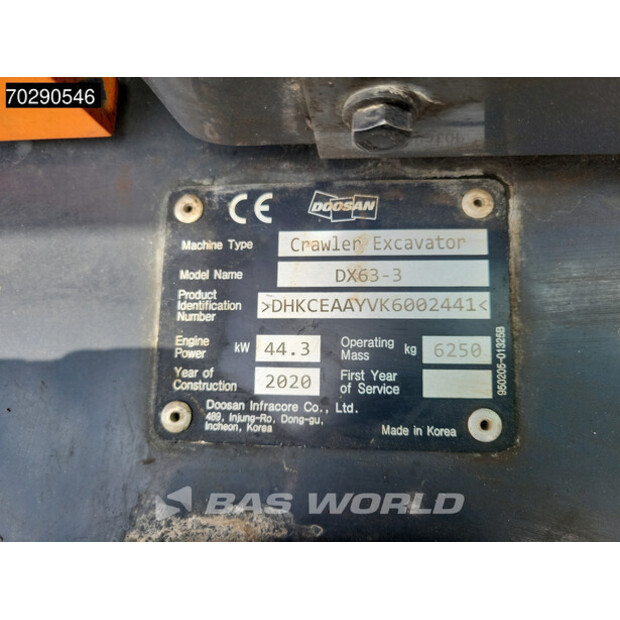 70290546
CE DOOSAN
Machine Type Crawler Excavator
Model Name DX63-3
Product Identification Number >DHKCEAAYVK6002441<
Engine Power kW 44.3 Operating Mass kg 6250
Year of Construction 2020 First Year of Service
Doosan Infracore Co., Ltd.
489, Injung-Ro, Dong-gu,
Incheon, Korea
Made in Korea
950205-01325B
BAS WORLD